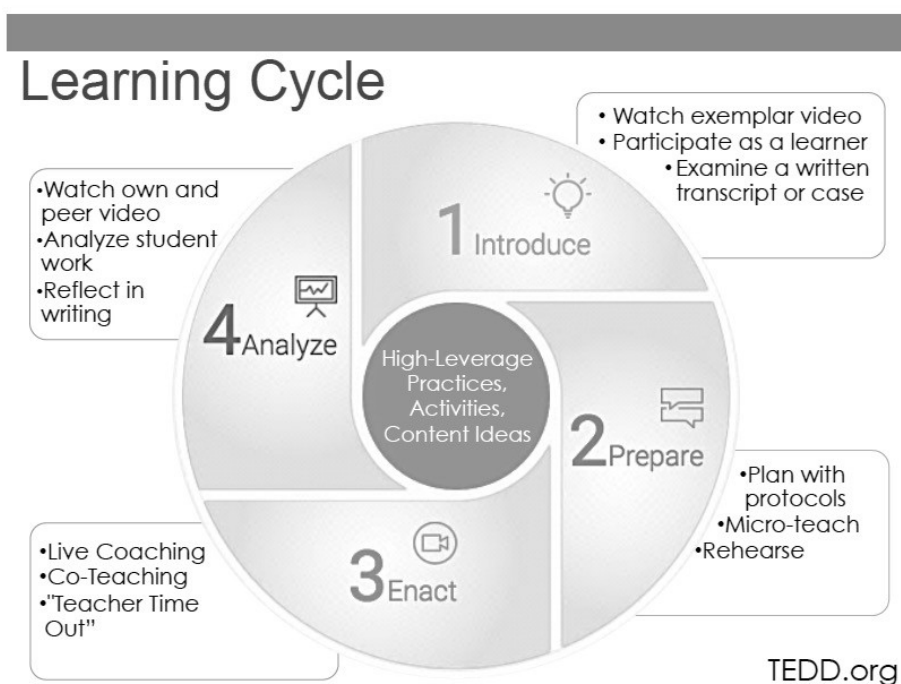 Learning Cycle
• Watch exemplar video
• Participate as a learner
• Examine a written
transcript or case
1 Introduce
High-Leverage
Practices,
Activities,
Content Ideas
2 Prepare
•Plan with
protocols
•Micro-teach
•Rehearse
3 Enact
•Live Coaching
•Co-Teaching
•"Teacher Time
Out”
4 Analyze
•Watch own and
peer video
•Analyze student
work
•Reflect in
writing
TEDD.org